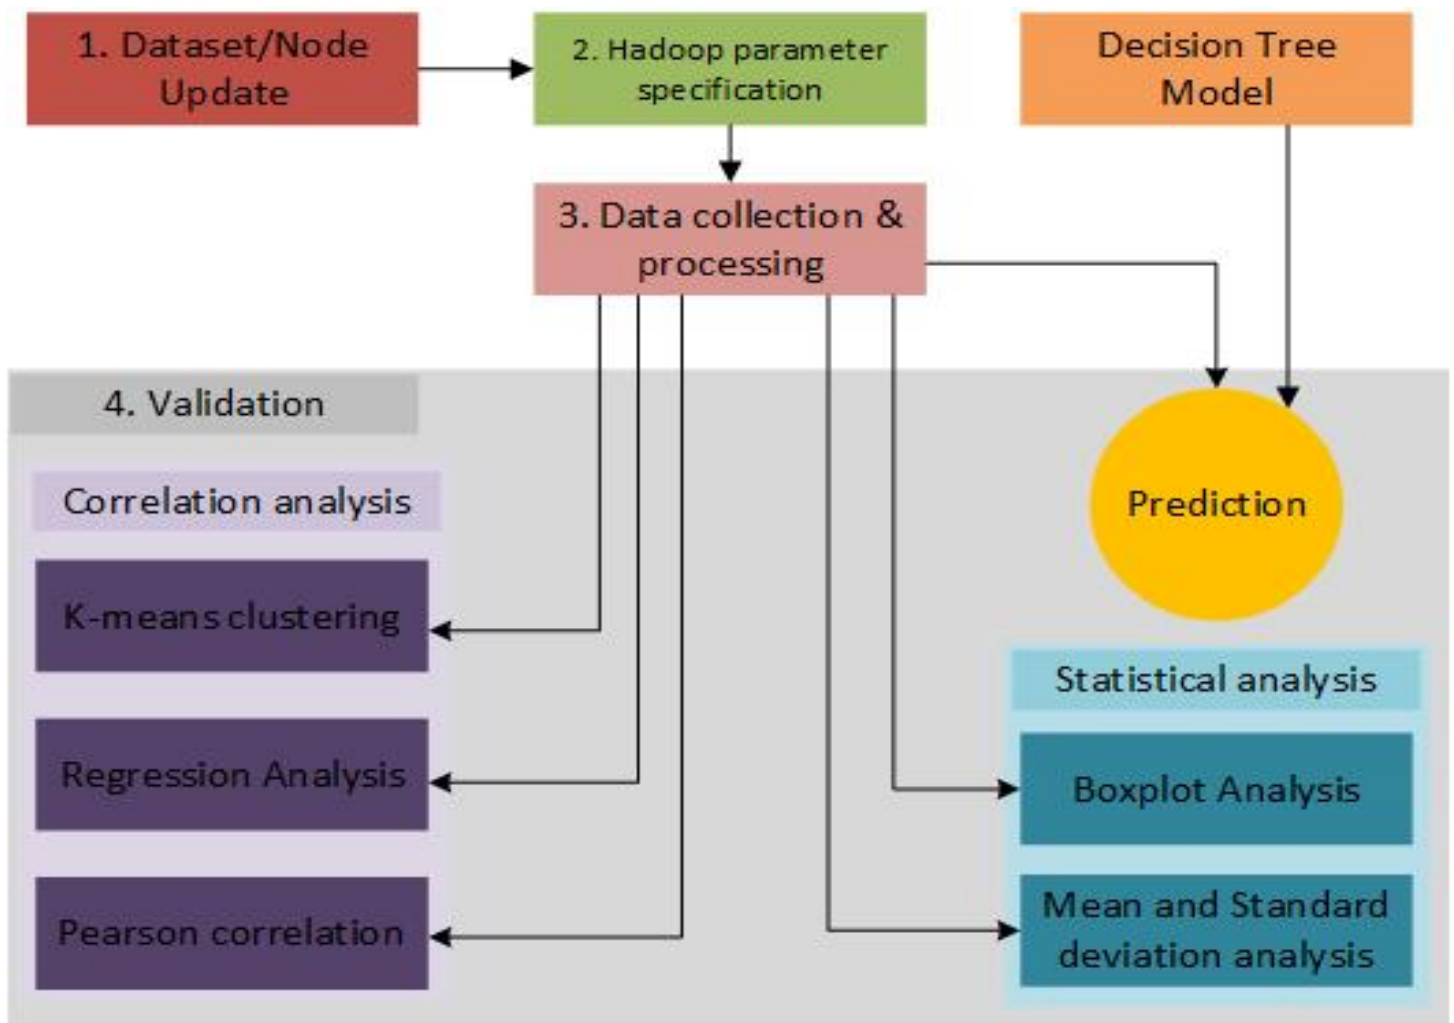 1. Dataset/Node
Update
2. Hadoop parameter
specification
Decision Tree
Model
3. Data collection &
processing
4. Validation
Correlation analysis
K-means clustering
Regression Analysis
Pearson correlation
Prediction
Statistical analysis
Boxplot Analysis
Mean and Standard
deviation analysis